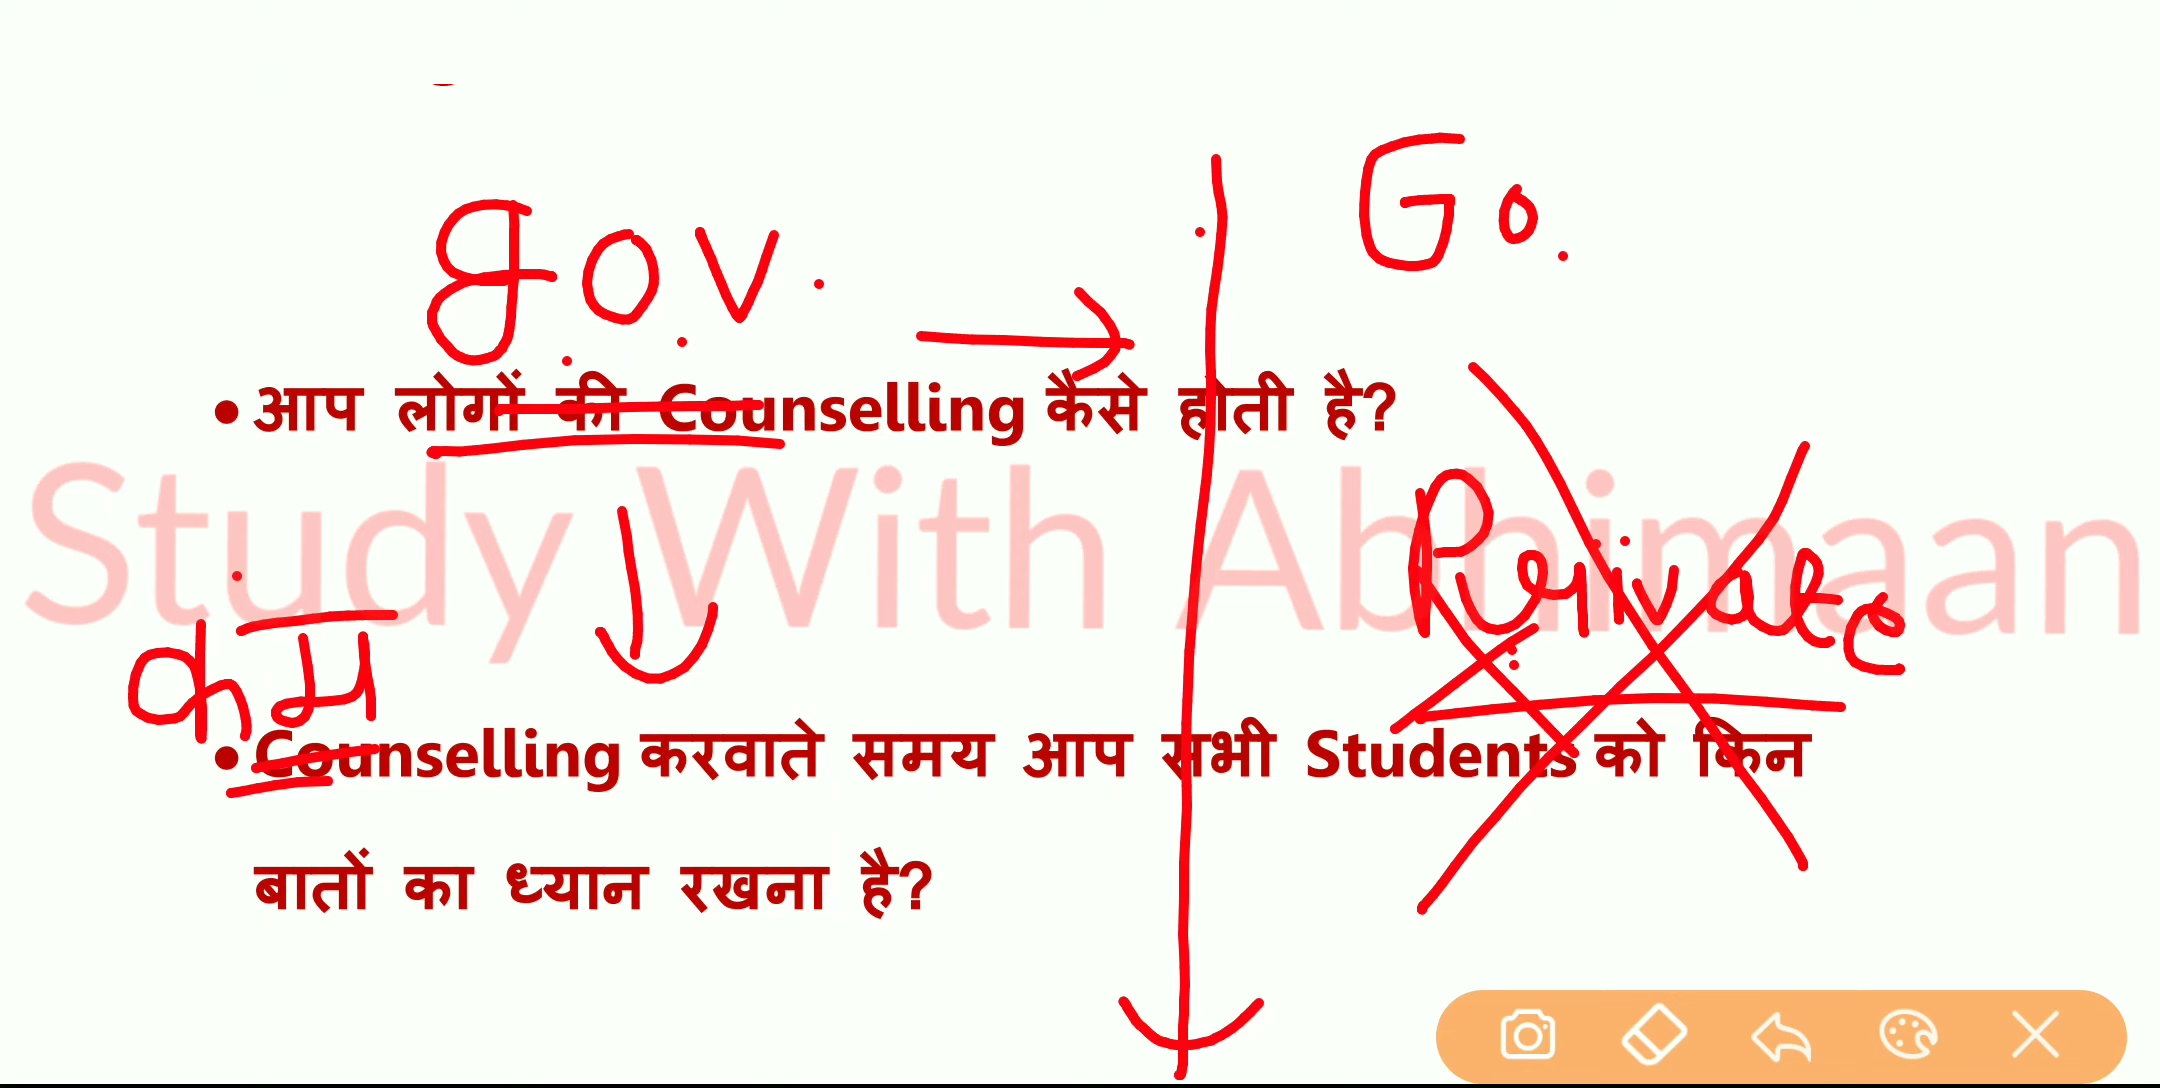 Go.
gov.
• आप लोगों की Counselling कैसे होती है?
Study With Abhimaan
Private
कम
• Counselling करवाते समय आप सभी Students को किन
बातों का ध्यान रखना है?